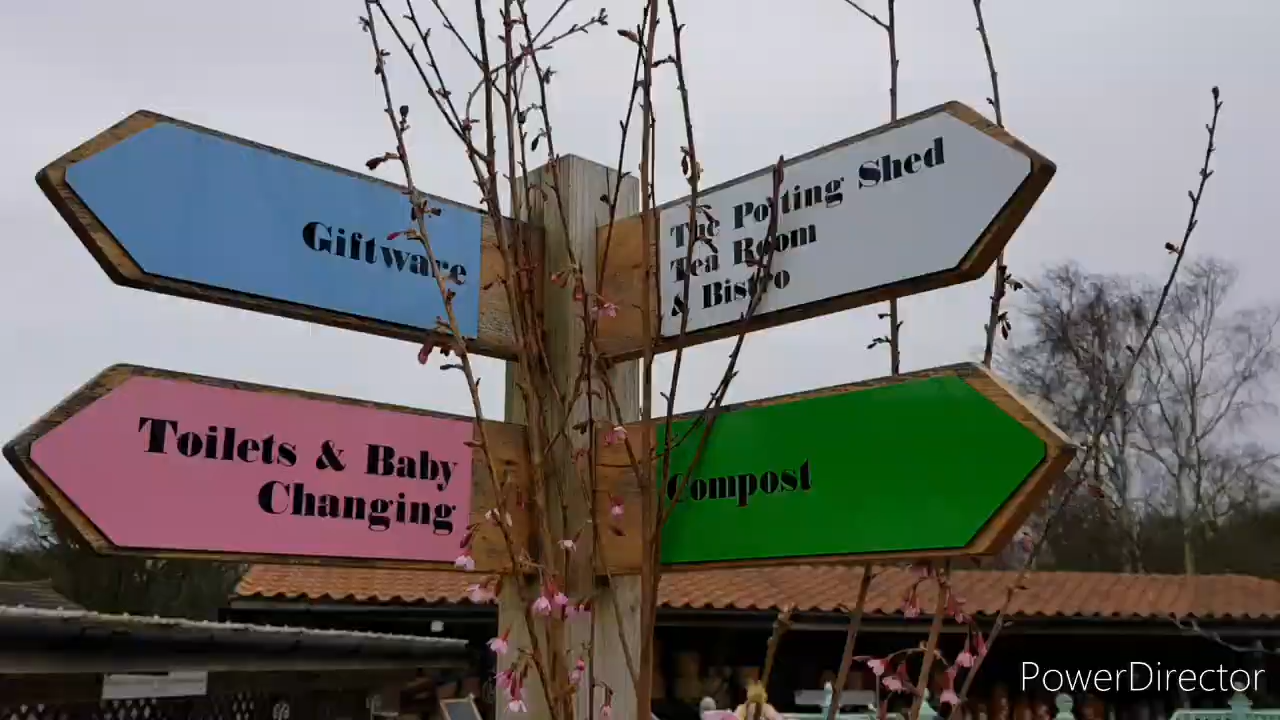 Giftware
The Potting Shed
Tea Room
& Bistro
Toilets & Baby
Changing
Compost
PowerDirector